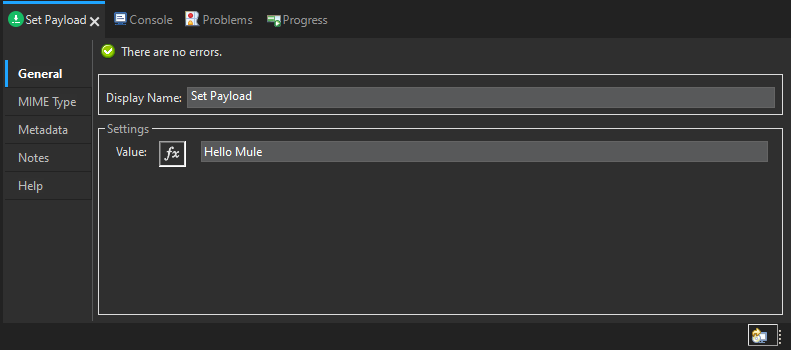 Set Payload
Console
Problems
Progress
There are no errors.
General
MIME Type
Metadata
Notes
Help
Display Name: Set Payload
Settings
Value: fx Hello Mule